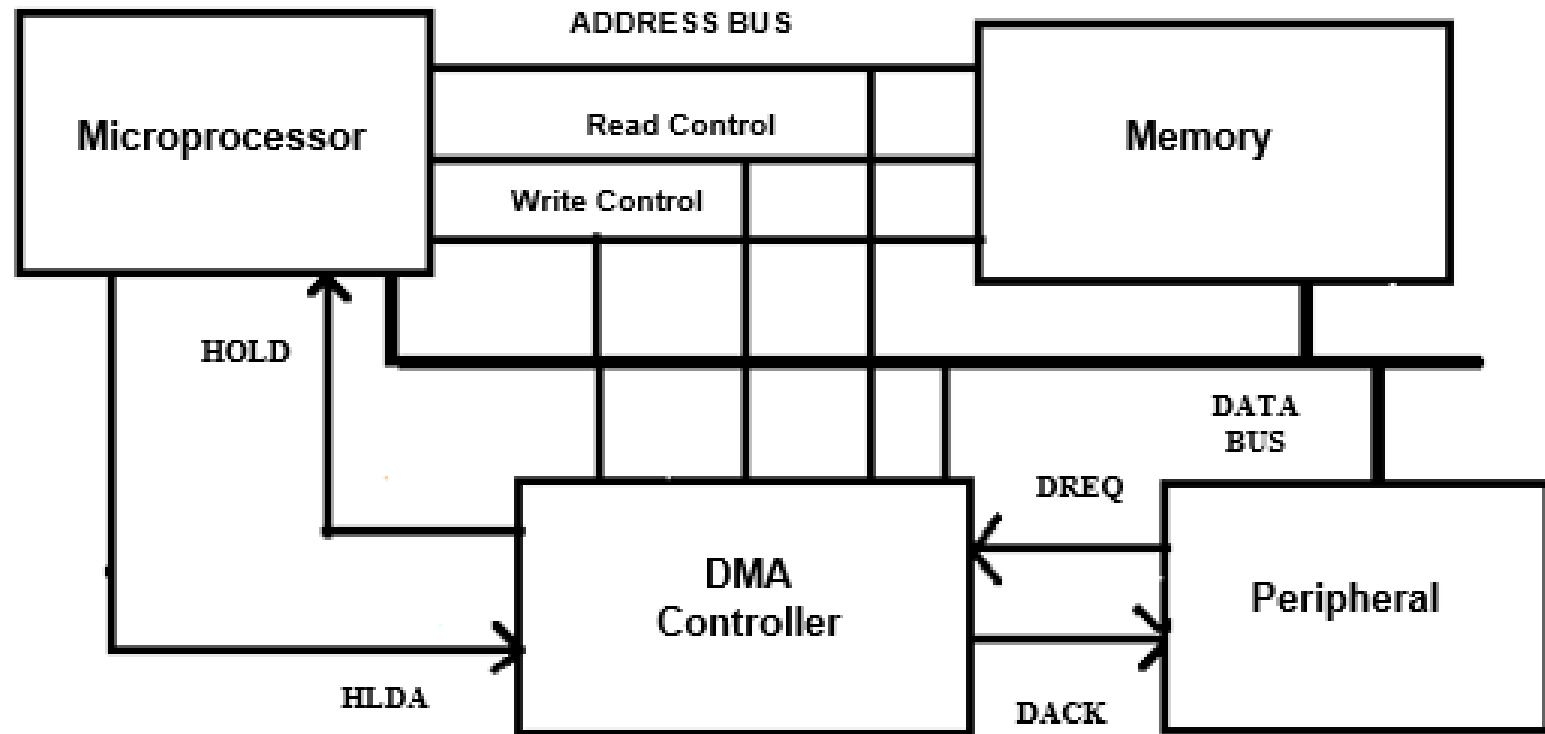 ADDRESS BUS
Microprocessor
Read Control
Memory
Write Control
HOLD
DATA
BUS
DREQ
DMA
Controller
Peripheral
HLDA
DACK